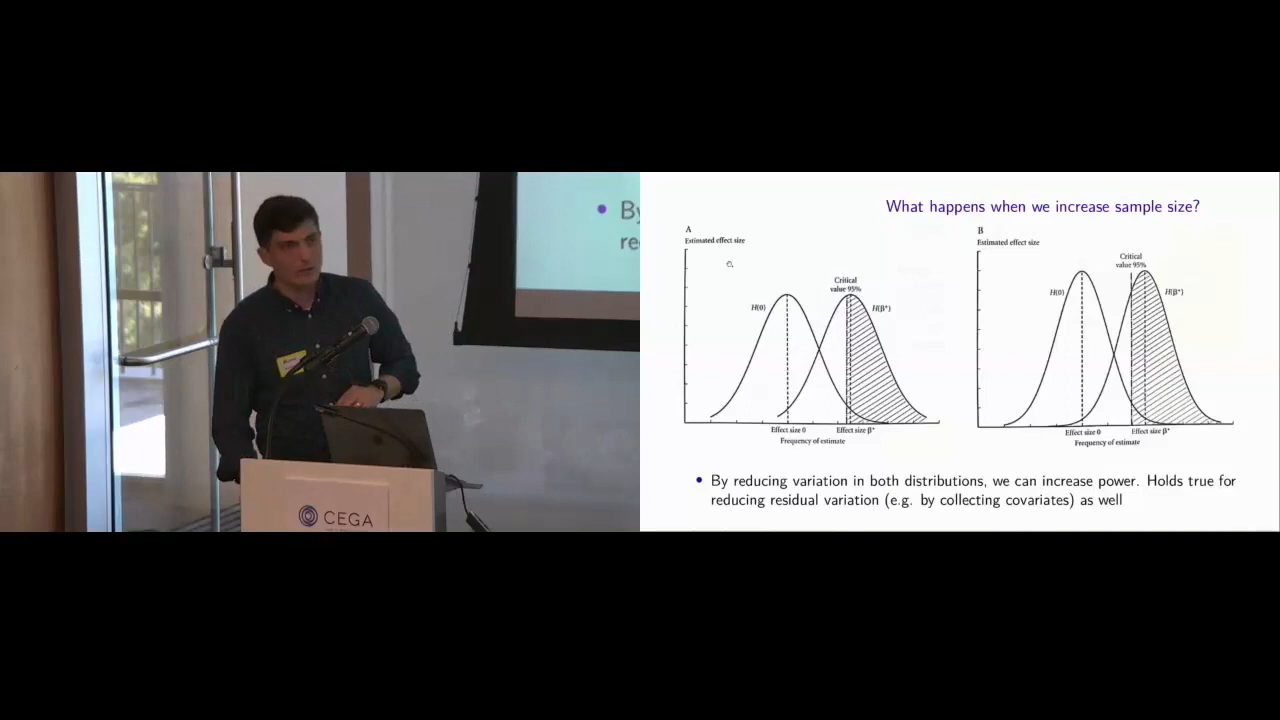 By
re
CEGA
What happens when we increase sample size?
A
Estimated effect size
Critical
value 95%
H(0)
H(β*)
Effect size 0
Effect size β*
Frequency of estimate
B
Estimated effect size
Critical
value 95%
H(0)
H(β*)
Effect size 0
Effect size β*
Frequency of estimate
• By reducing variation in both distributions, we can increase power. Holds true for
reducing residual variation (e.g. by collecting covariates) as well